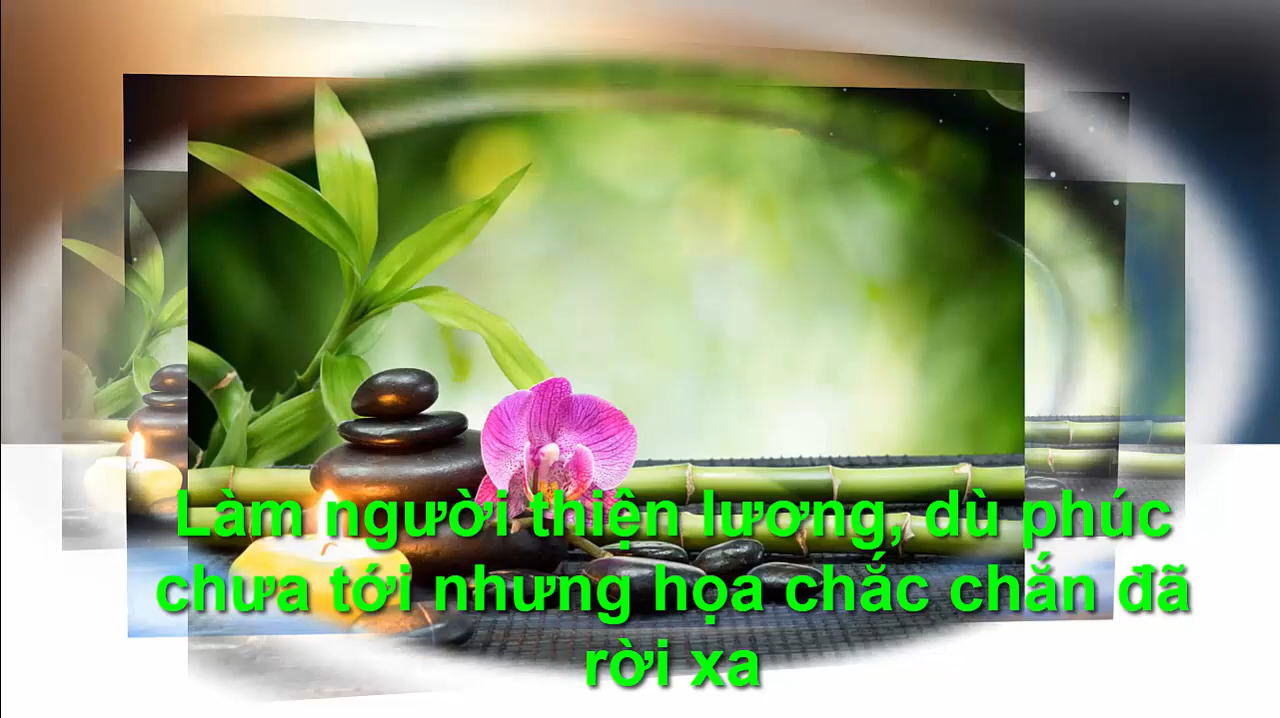 Làm người thiện lương, dù phúc
chưa tới nhưng họa chắc chắn đã
rời xa